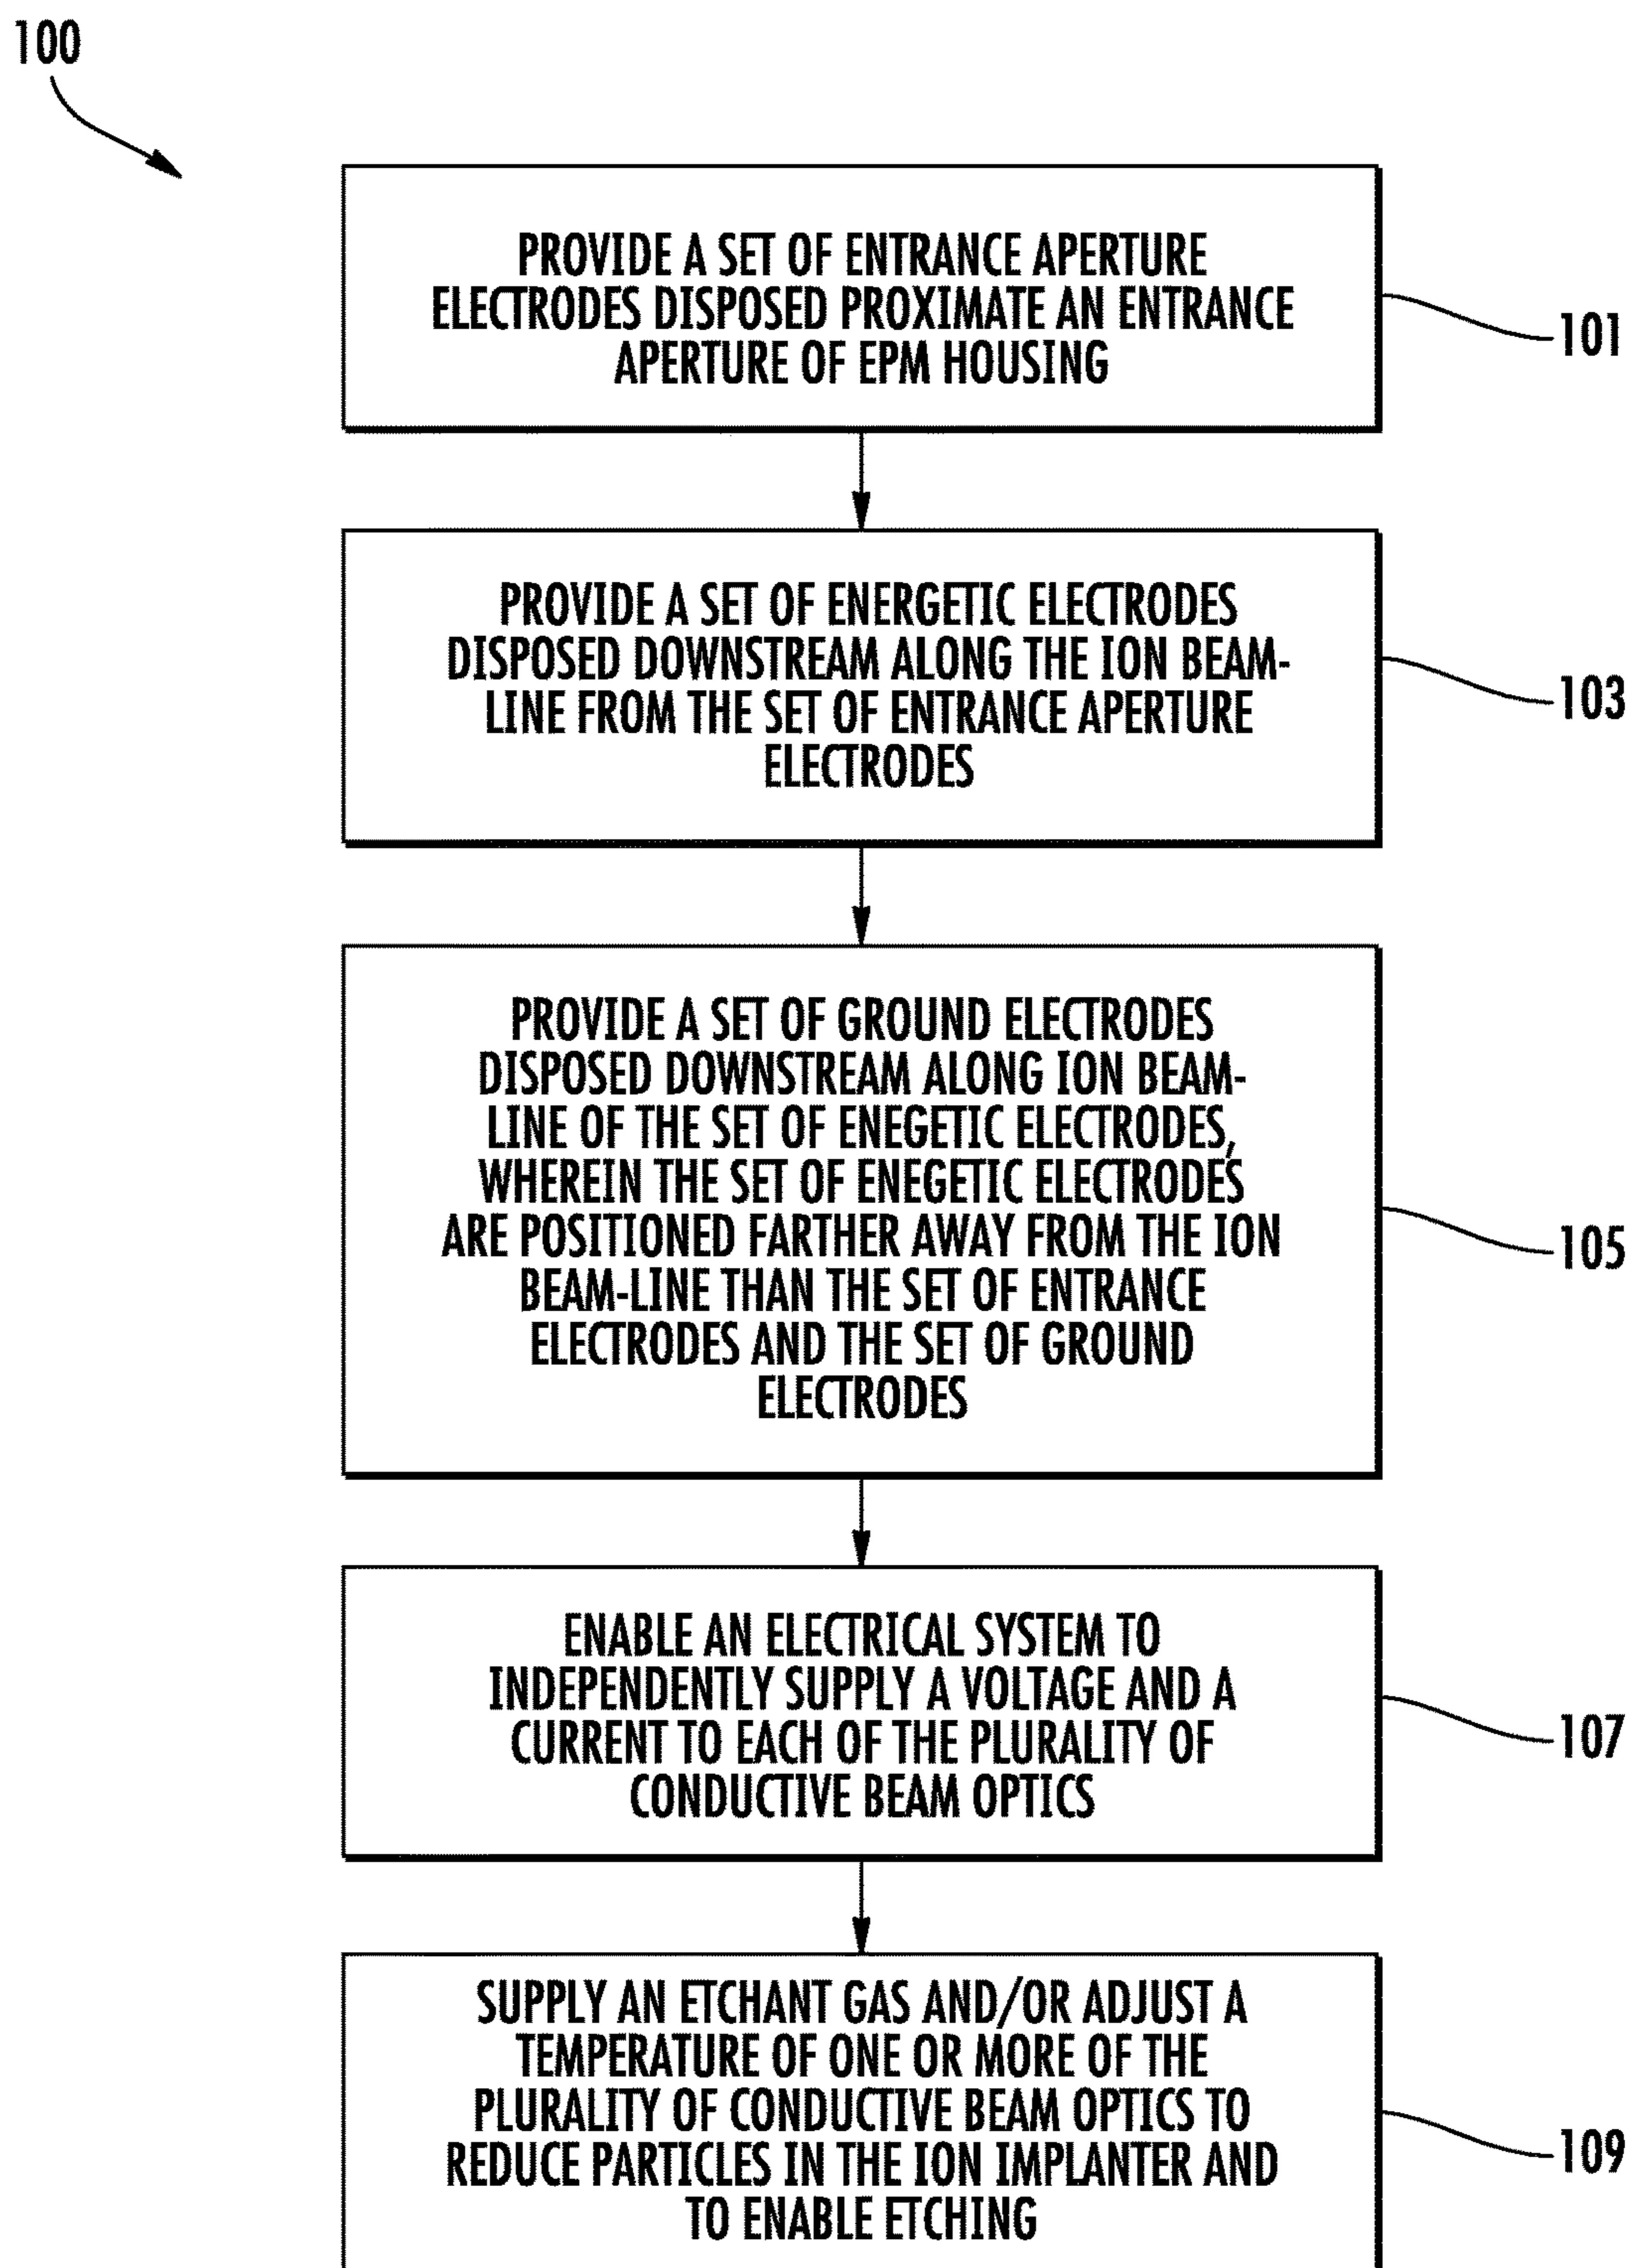 100
PROVIDE A SET OF ENTRANCE APERTURE
ELECTRODES DISPOSED PROXIMATE AN ENTRANCE
APERTURE OF EPM HOUSING
101
PROVIDE A SET OF ENERGETIC ELECTRODES
DISPOSED DOWNSTREAM ALONG THE ION BEAM-
LINE FROM THE SET OF ENTRANCE APERTURE
ELECTRODES
103
PROVIDE A SET OF GROUND ELECTRODES
DISPOSED DOWNSTREAM ALONG ION BEAM-
LINE OF THE SET OF ENEGETIC ELECTRODES,
WHEREIN THE SET OF ENEGETIC ELECTRODES
ARE POSITIONED FARTHER AWAY FROM THE ION
BEAM-LINE THAN THE SET OF ENTRANCE
ELECTRODES AND THE SET OF GROUND
ELECTRODES
105
ENABLE AN ELECTRICAL SYSTEM TO
INDEPENDENTLY SUPPLY A VOLTAGE AND A
CURRENT TO EACH OF THE PLURALITY OF
CONDUCTIVE BEAM OPTICS
107
SUPPLY AN ETCHANT GAS AND/OR ADJUST A
TEMPERATURE OF ONE OR MORE OF THE
PLURALITY OF CONDUCTIVE BEAM OPTICS TO
REDUCE PARTICLES IN THE ION IMPLANTER AND
TO ENABLE ETCHING
109